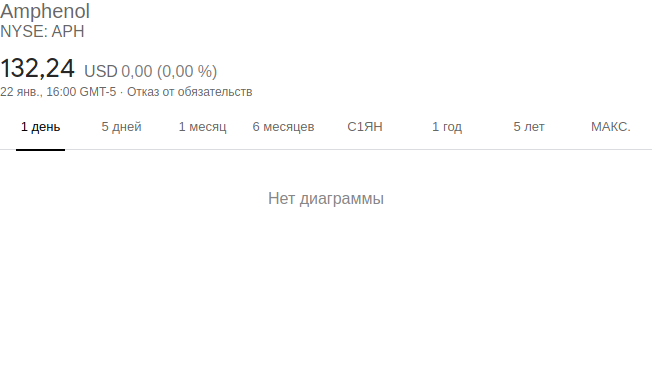 Amphenol
NYSE: APH
132,24 USD 0,00 (0,00 %)
22 янв., 16:00 GMT-5 · Отказ от обязательств
1 день 5 дней 1 месяц 6 месяцев С1ЯН 1 год 5 лет МАКС.
Нет диаграммы